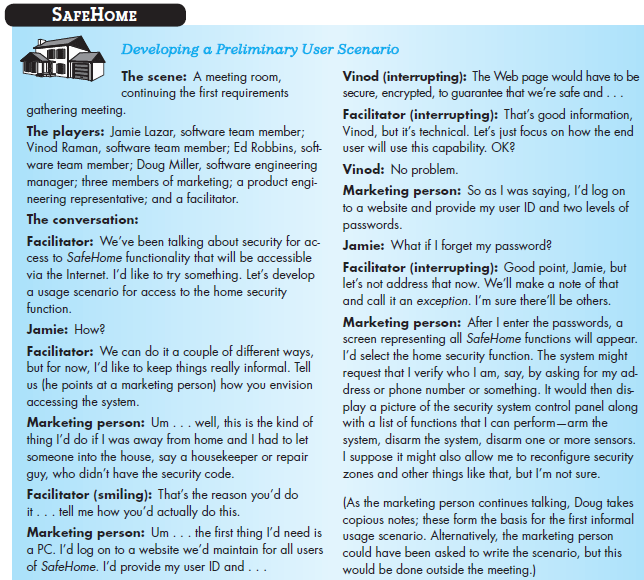 SAFEHOME
Developing a Preliminary User Scenario
The scene: A meeting room,
continuing the first requirements
gathering meeting.
The players: Jamie Lazar, software team member;
Vinod Raman, software team member; Ed Robbins, soft-
ware team member; Doug Miller, software engineering
manager; three members of marketing; a product engi-
neering representative; and a facilitator.
The conversation:
Facilitator: We've been talking about security for ac-
cess to SafeHome functionality that will be accessible
via the Internet. I'd like to try something. Let's develop
a usage scenario for access to the home security
function.
Jamie: How?
Facilitator: We can do it a couple of different ways,
but for now, I'd like to keep things really informal. Tell
us (he points at a marketing person) how you envision
accessing the system.
Marketing person: Um . . . well, this is the kind of
thing I'd do if I was away from home and I had to let
someone into the house, say a housekeeper or repair
guy, who didn't have the security code.
Facilitator (smiling): That's the reason you'd do
it . . . tell me how you'd actually do this.
Marketing person: Um . . . the first thing I'd need is
a PC. I'd log on to a website we'd maintain for all users
of SafeHome. I'd provide my user ID and . . .
Vinod (interrupting): The Web page would have to be
secure, encrypted, to guarantee that we're safe and . . .
Facilitator (interrupting): That's good information,
Vinod, but it's technical. Let's just focus on how the end
user will use this capability. OK?
Vinod: No problem.
Marketing person: So as I was saying, I'd log on
to a website and provide my user ID and two levels of
passwords.
Jamie: What if I forget my password?
Facilitator (interrupting): Good point, Jamie, but
let's not address that now. We'll make a note of that
and call it an exception. I'm sure there'll be others.
Marketing person: After I enter the passwords, a
screen representing all SafeHome functions will appear.
I'd select the home security function. The system might
request that I verify who I am, say, by asking for my ad-
dress or phone number or something. It would then dis-
play a picture of the security system control panel along
with a list of functions that I can perform—arm the
system, disarm the system, disarm one or more sensors.
I suppose it might also allow me to reconfigure security
zones and other things like that, but I'm not sure.
(As the marketing person continues talking, Doug takes
copious notes; these form the basis for the first informal
usage scenario. Alternatively, the marketing person
could have been asked to write the scenario, but this
would be done outside the meeting.)